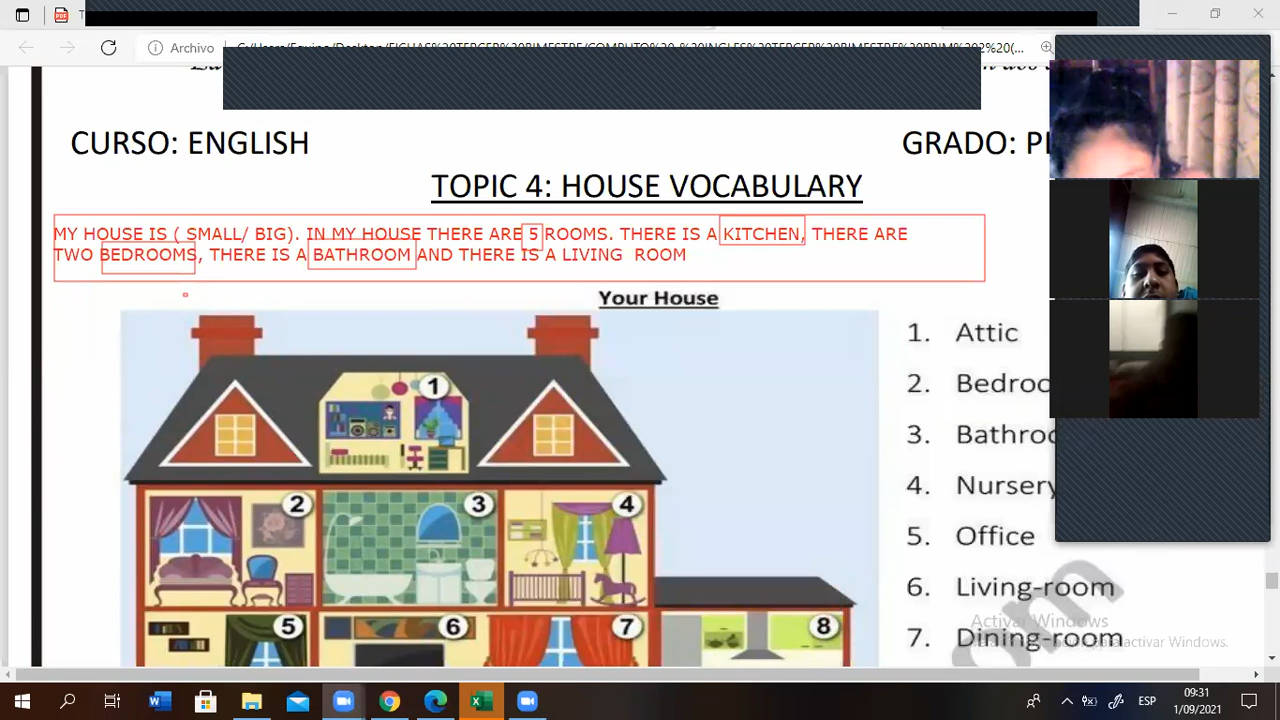 Archivo
CURSO: ENGLISH
GRADO:
TOPIC 4: HOUSE VOCABULARY
MY HOUSE IS ( SMALL/ BIG). IN MY HOUSE THERE ARE 5 ROOMS. THERE IS A KITCHEN, THERE ARE
TWO BEDROOMS, THERE IS A BATHROOM AND THERE IS A LIVING ROOM
Your House
1. Attic
2.
3.
4. Nursery
5. Office
6. Living-room
7. Dining-room
1
2
3
4
5
6
7
8
Activar Windows
activar Windows.
ESP
09:31
1/09/2021